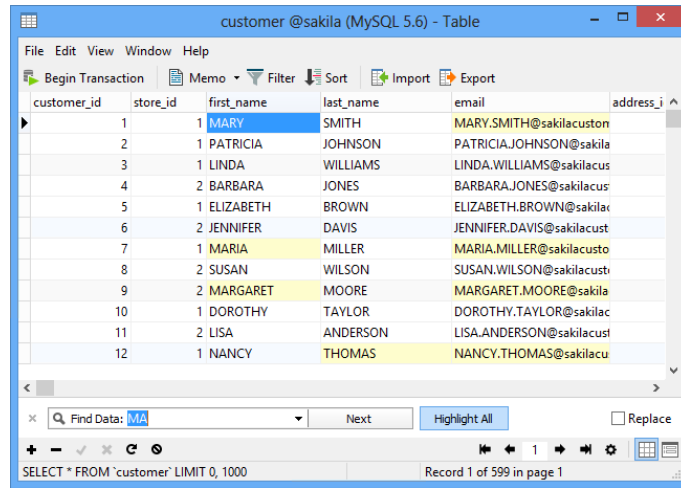 customer @sakila (MySQL 5.6) - Table
File Edit View Window Help
Begin Transaction Memo Filter Sort Import Export
customer_id store_id first_name last_name email address_i
1 1 MARY SMITH MARY.SMITH@sakilacustom
2 1 PATRICIA JOHNSON PATRICIA.JOHNSON@sakila
3 1 LINDA WILLIAMS LINDA.WILLIAMS@sakilacus
4 2 BARBARA JONES BARBARA.JONES@sakilacus
5 1 ELIZABETH BROWN ELIZABETH.BROWN@sakilac
6 2 JENNIFER DAVIS JENNIFER.DAVIS@sakilacust
7 1 MARIA MILLER MARIA.MILLER@sakilacusto
8 2 SUSAN WILSON SUSAN.WILSON@sakilacust
9 2 MARGARET MOORE MARGARET.MOORE@sakila
10 1 DOROTHY TAYLOR DOROTHY.TAYLOR@sakilac
11 2 LISA ANDERSON LISA.ANDERSON@sakilacust
12 1 NANCY THOMAS NANCY.THOMAS@sakilacu
Find Data: MA Next Highlight All Replace
1
SELECT * FROM `customer` LIMIT 0, 1000 Record 1 of 599 in page 1